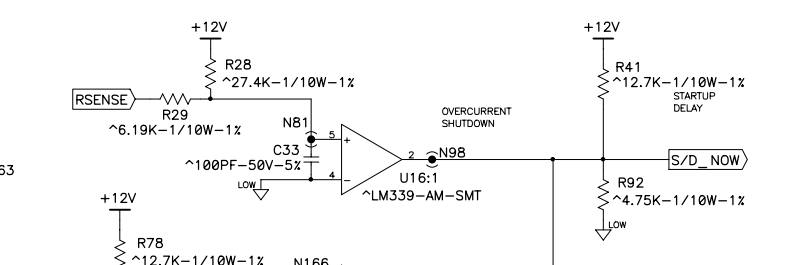 +12V
+12V
R28
^27.4K-1/10W-1%
R41
^12.7K-1/10W-1%
STARTUP
DELAY
RSENSE
R29
^6.19K-1/10W-1%
OVERCURRENT
SHUTDOWN
N81
5
+
C33
^100PF-50V-5%
2
N98
S/D_NOW
63
4
-
LOW
U16:1
^LM339-AM-SMT
R92
^4.75K-1/10W-1%
LOW
+12V
R78
^12.7K-1/10W-1%
N166